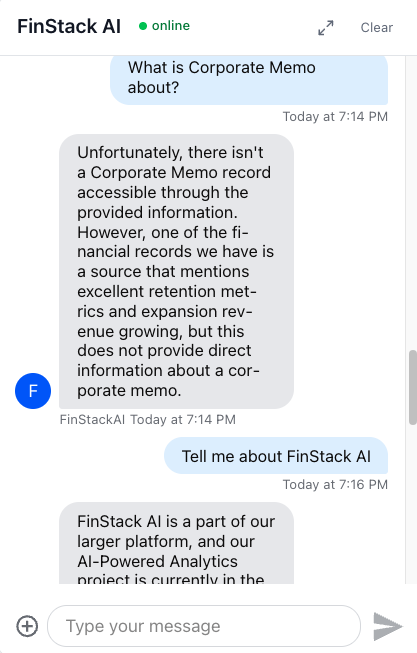 FinStack AI
online
Clear
What is Corporate Memo
about?
Today at 7:14 PM
Unfortunately, there isn't
a Corporate Memo record
accessible through the
provided information.
However, one of the fi-
nancial records we have is
a source that mentions
excellent retention met-
rics and expansion rev-
enue growing, but this
does not provide direct
information about a cor-
porate memo.
F
FinStackAI Today at 7:14 PM
Tell me about FinStack AI
Today at 7:16 PM
FinStack AI is a part of our
larger platform, and our
AI-Powered Analytics
project is currently in the
Type your message